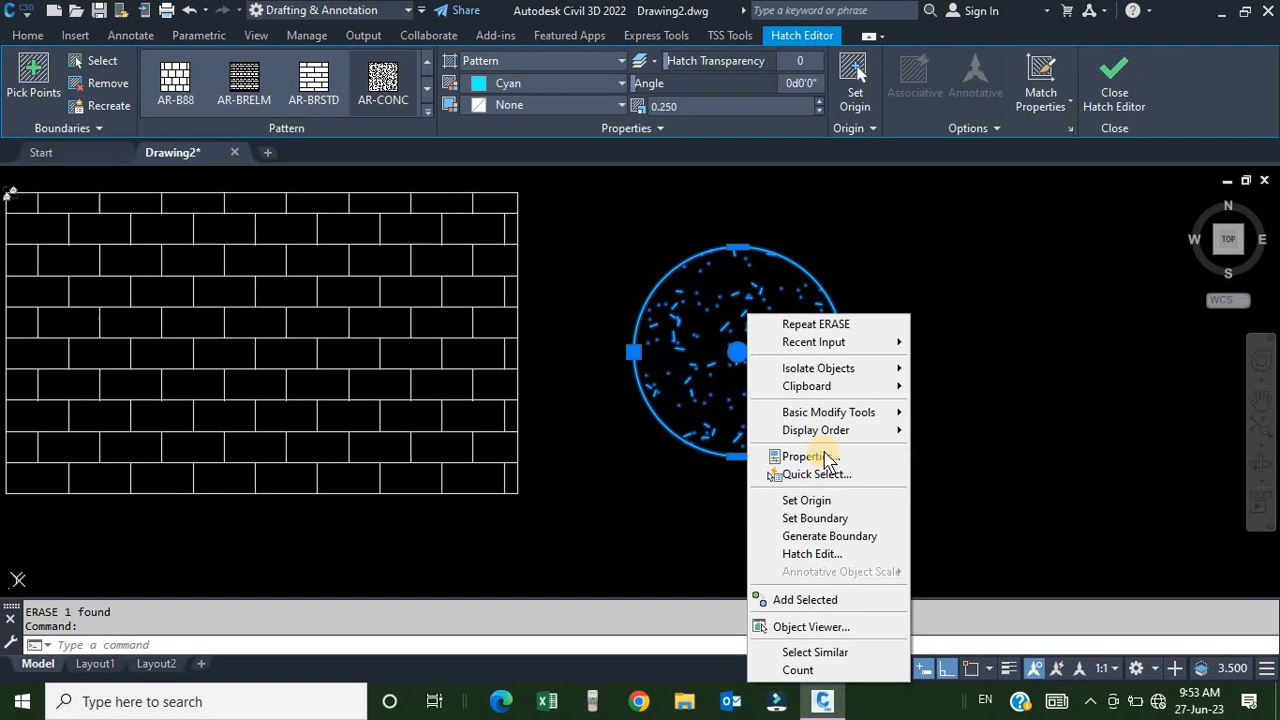 C3D
Drafting & Annotation
Share
Autodesk Civil 3D 2022
Drawing2.dwg
Type a keyword or phrase
Sign In
Home
Insert
Annotate
Parametric
View
Manage
Output
Collaborate
Add-ins
Featured Apps
Express Tools
TSS Tools
Hatch Editor
Pick Points
Select
Remove
Recreate
Boundaries
AR-B88
AR-BRELM
AR-BRSTD
AR-CONC
Pattern
Pattern
Cyan
None
Hatch Transparency 0
Angle 0d0'0"
0.250
Properties
Set
Origin
Origin
Associative
Annotative
Match
Properties
Options
Close
Hatch Editor
Close
Start
Drawing2*
N
W
TOP
E
S
WCS
Repeat ERASE
Recent Input
Isolate Objects
Clipboard
Basic Modify Tools
Display Order
Quick Select...
Set Origin
Set Boundary
Generate Boundary
Hatch Edit...
Annotative Object Scale
Add Selected
Object Viewer...
Select Similar
Count
ERASE 1 found
Command:
Type a command
Model
Layout1
Layout2
1:1
3.500
Type here to search
EN
9:53 AM
27-Jun-23